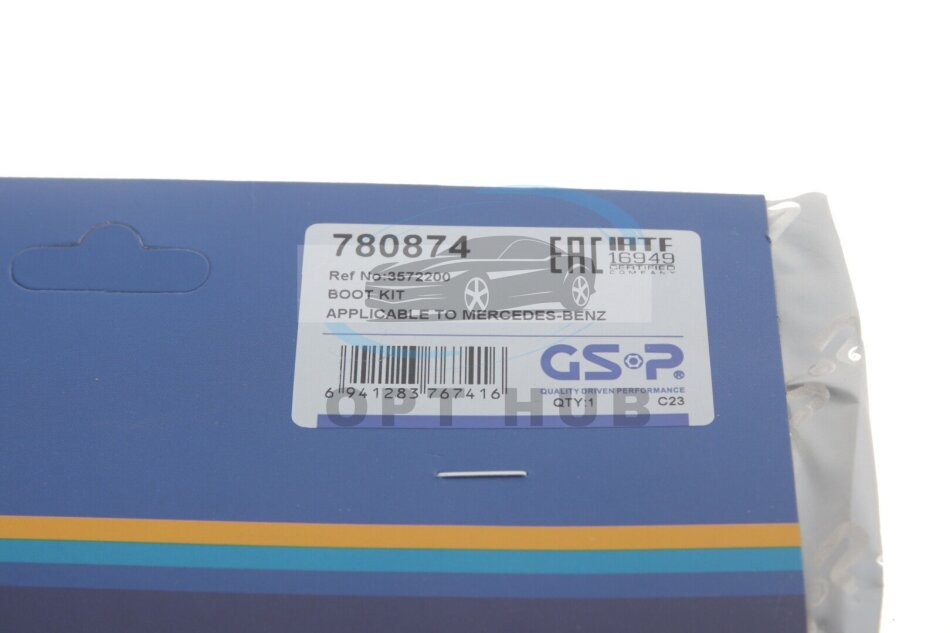 780874
EAC IATF
16949
CERTIFIED
COMPANY
Ref No:3572200
BOOT KIT
APPLICABLE TO MERCEDES-BENZ
GSP®
QUALITY DRIVEN PERFORMANCE
6 941283 767416
QTY:1 C23
OPT HUB